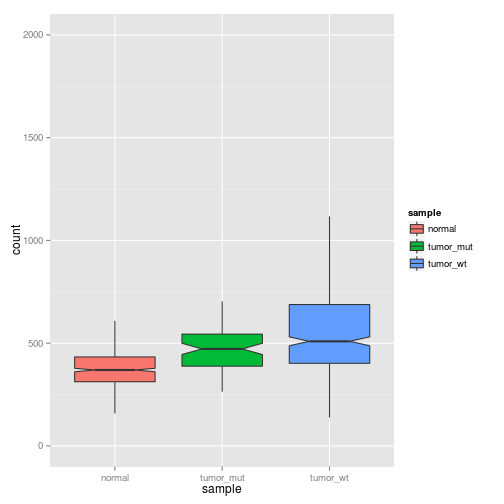 2000
1500
1000
500
0
count
normal
tumor_mut
tumor_wt
sample
sample
normal
tumor_mut
tumor_wt